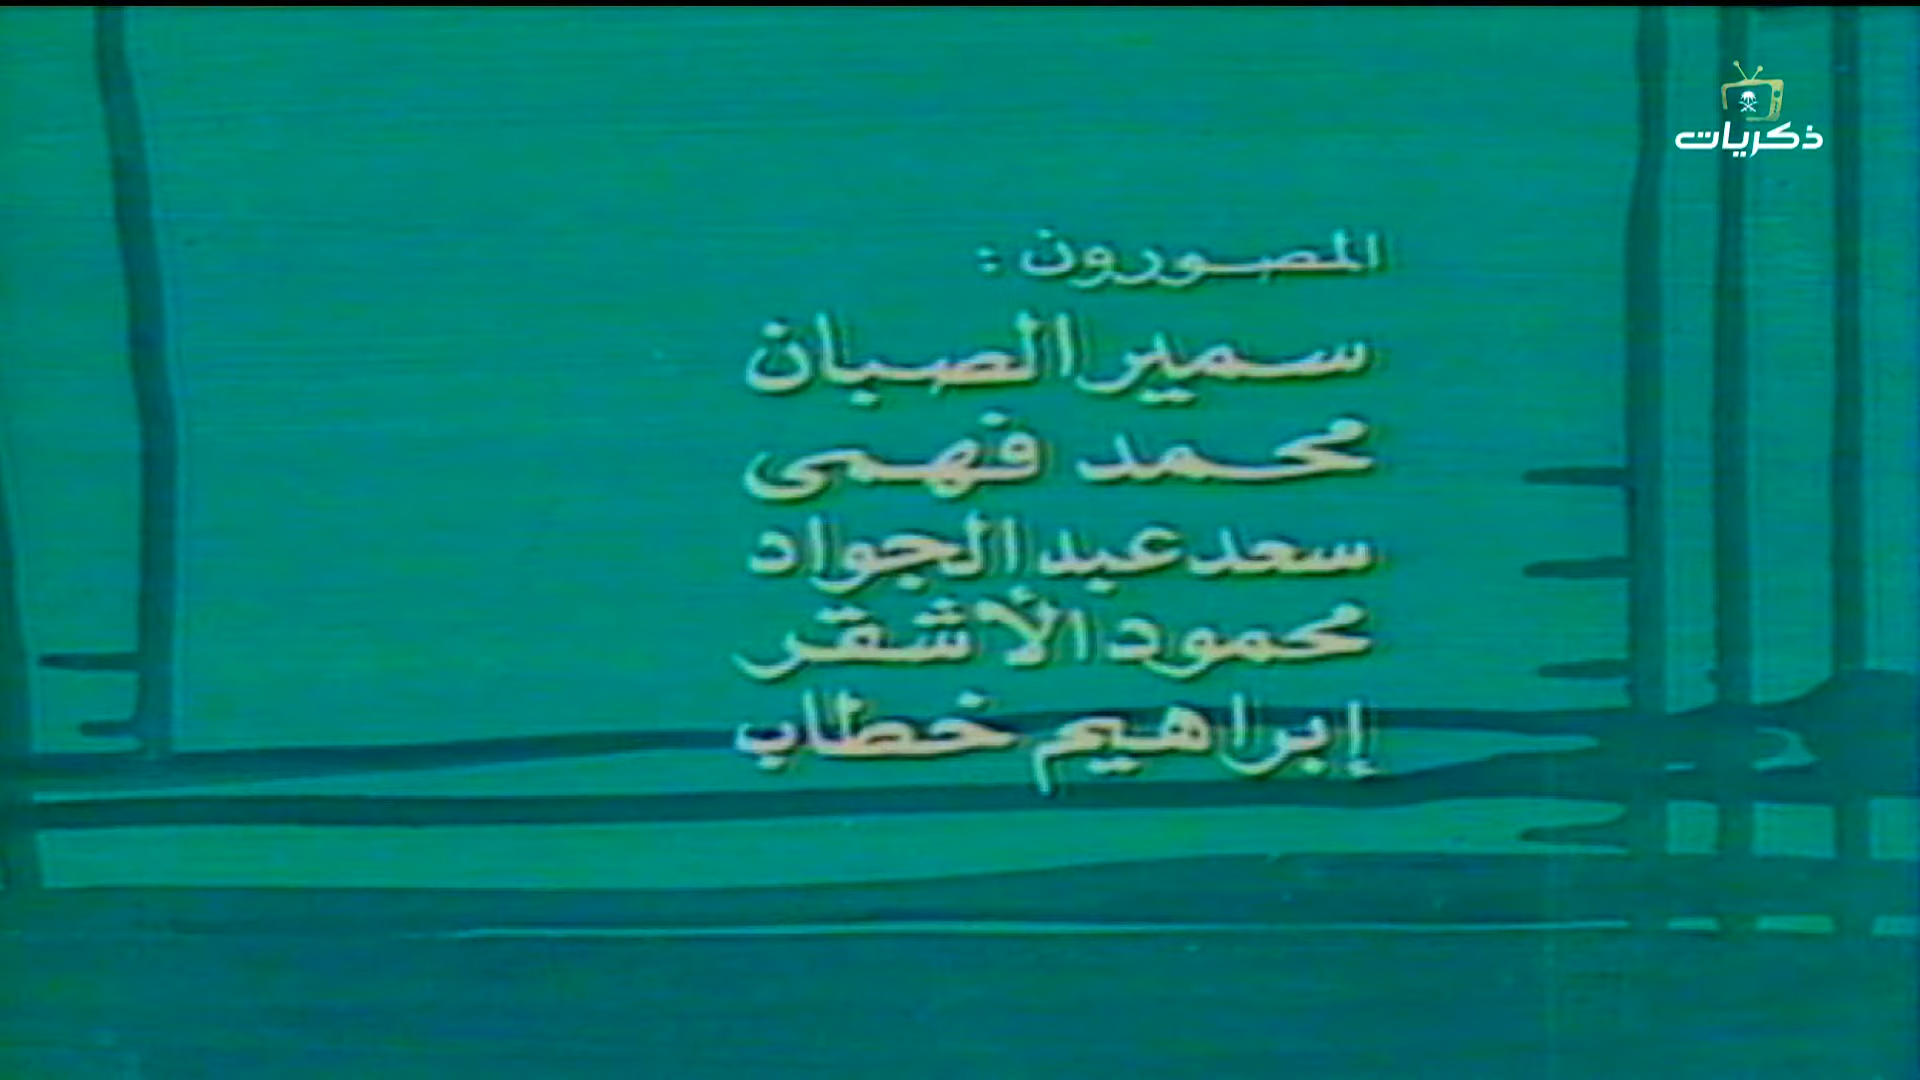 ذكريات
المصورون :
سمير الصبان
محمد فهمى
سعد عبد الجواد
محمود الأشقر
إبراهيم خطاب